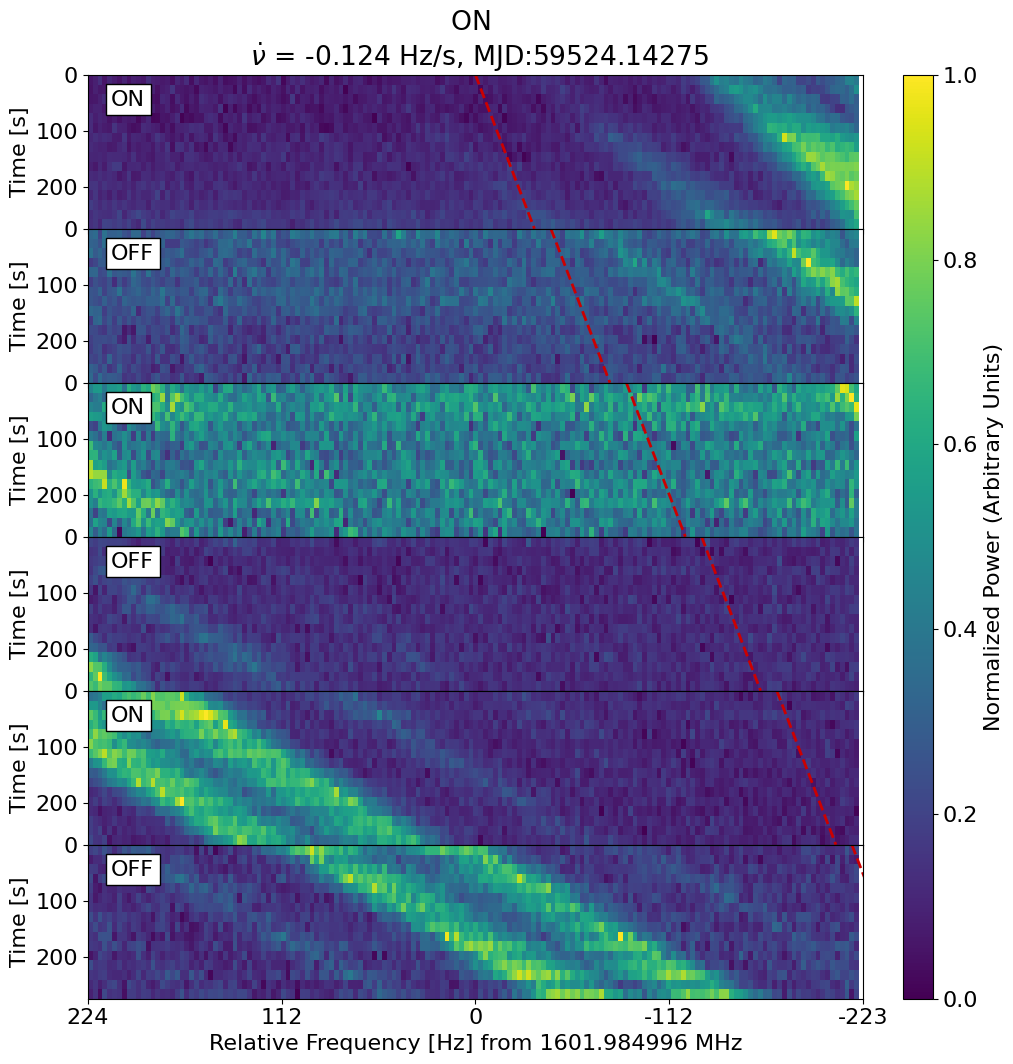 ON
ν̇ = -0.124 Hz/s, MJD:59524.14275
0
ON
100
200
Time [s]
0
OFF
100
200
Time [s]
0
ON
100
200
Time [s]
0
OFF
100
200
Time [s]
0
ON
100
200
Time [s]
0
OFF
100
200
Time [s]
224 112 0 -112 -223
Relative Frequency [Hz] from 1601.984996 MHz
1.0
0.8
0.6
0.4
0.2
0.0
Normalized Power (Arbitrary Units)